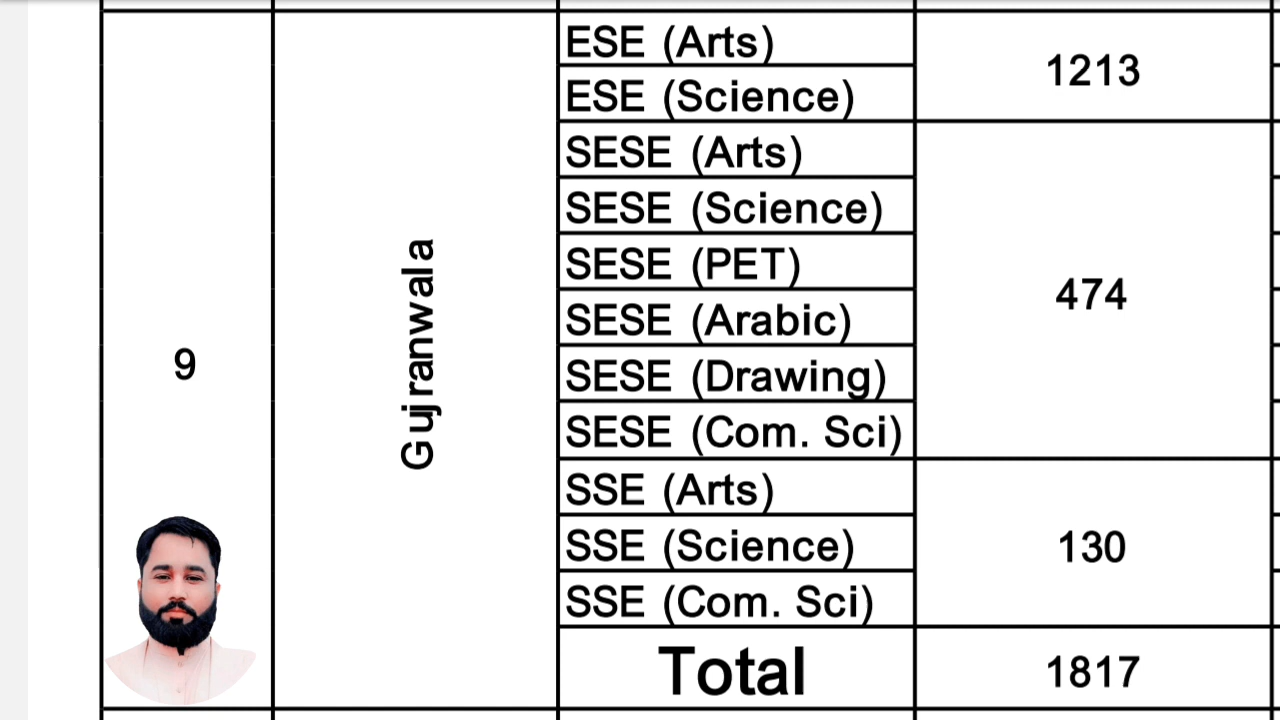 9
Gujranwala
ESE (Arts)
ESE (Science)
1213
SESE (Arts)
SESE (Science)
SESE (PET)
SESE (Arabic)
SESE (Drawing)
SESE (Com. Sci)
474
SSE (Arts)
SSE (Science)
SSE (Com. Sci)
130
Total
1817